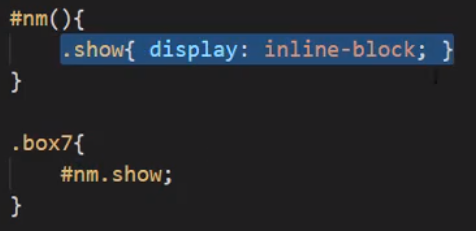 #nm(){
.show{ display: inline-block; }
}
.box7{
#nm.show;
}